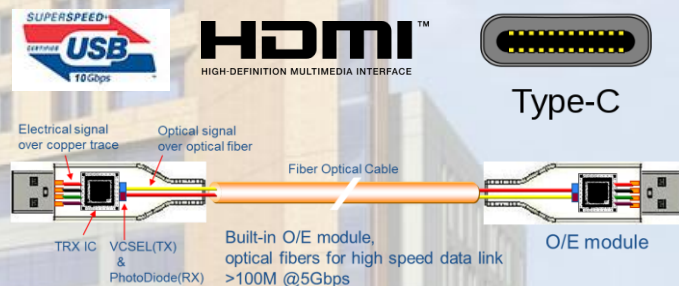 SUPERSPEED+
CERTIFIED
USB
10Gbps
HDMI™
HIGH-DEFINITION MULTIMEDIA INTERFACE
Type-C
Electrical signal
over copper trace
Optical signal
over optical fiber
Fiber Optical Cable
TRX IC
VCSEL(TX)
&
PhotoDiode(RX)
Built-in O/E module,
optical fibers for high speed data link
>100M @5Gbps
O/E module